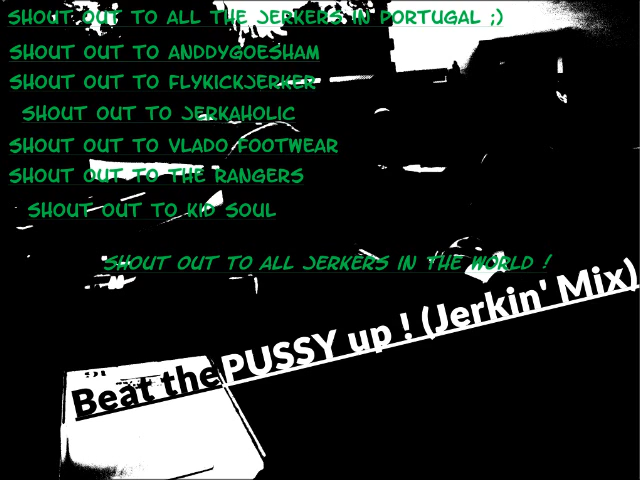 SHOUT OUT TO ALL THE JERKERS IN PORTUGAL ;)
SHOUT OUT TO ANDDYGOESHAM
SHOUT OUT TO FLYKICKJERKER
SHOUT OUT TO JERKAHOLIC
SHOUT OUT TO VLADO FOOTWEAR
SHOUT OUT TO THE RANGERS
SHOUT OUT TO KID SOUL
SHOUT OUT TO ALL JERKERS IN THE WORLD !
Beat the PUSSY up ! (Jerkin' Mix)